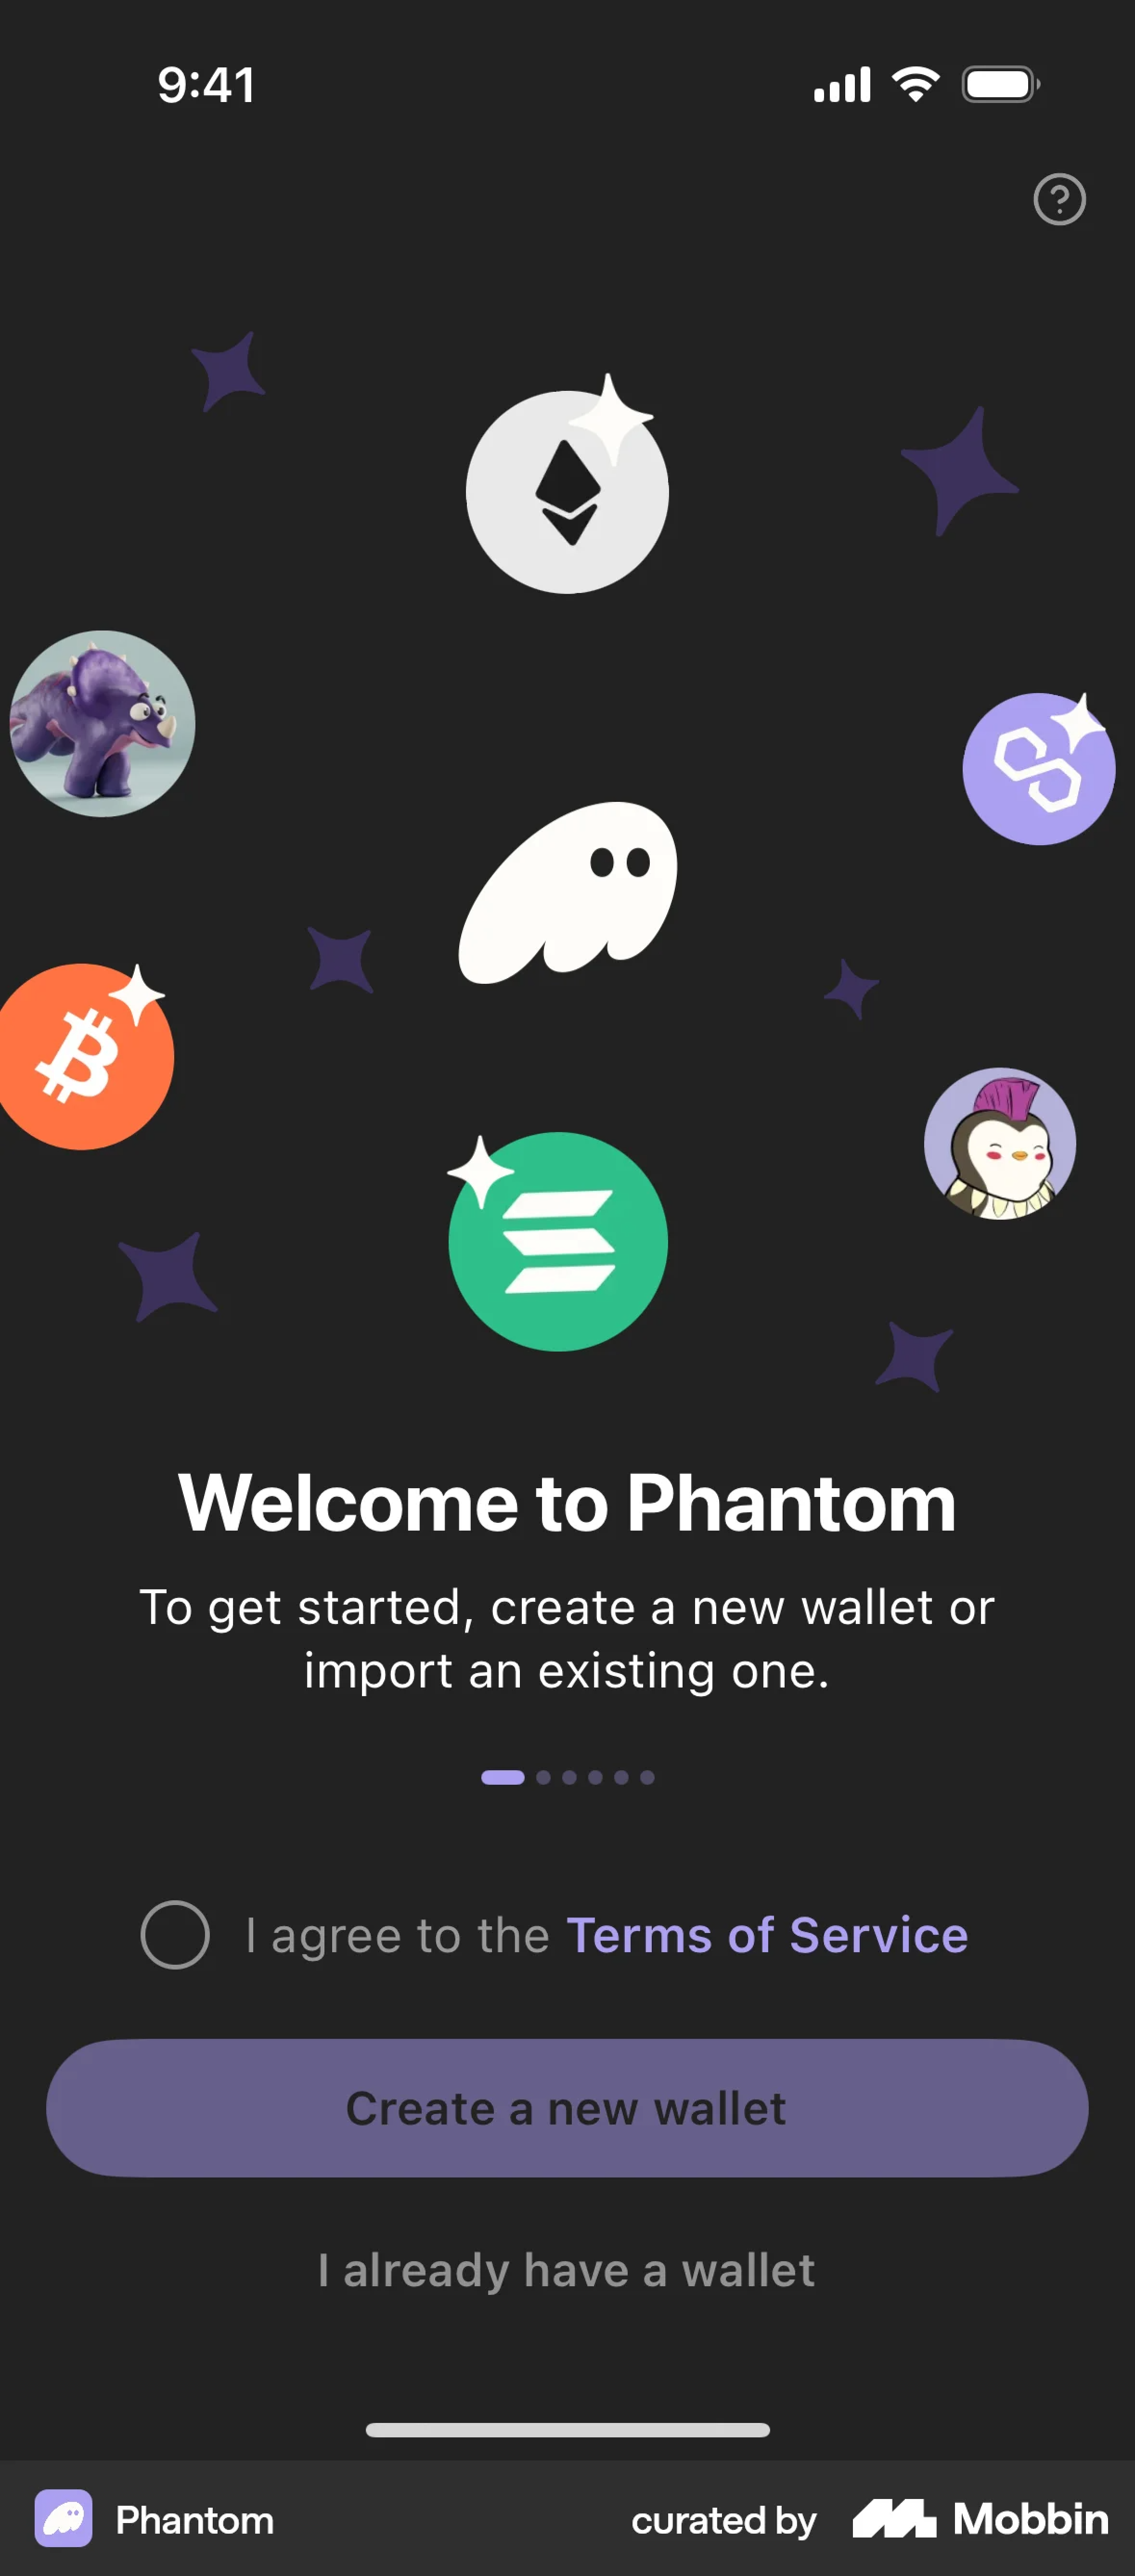 9:41
Welcome to Phantom
To get started, create a new wallet or
import an existing one.
I agree to the Terms of Service
Create a new wallet
I already have a wallet
Phantom
curated by Mobbin